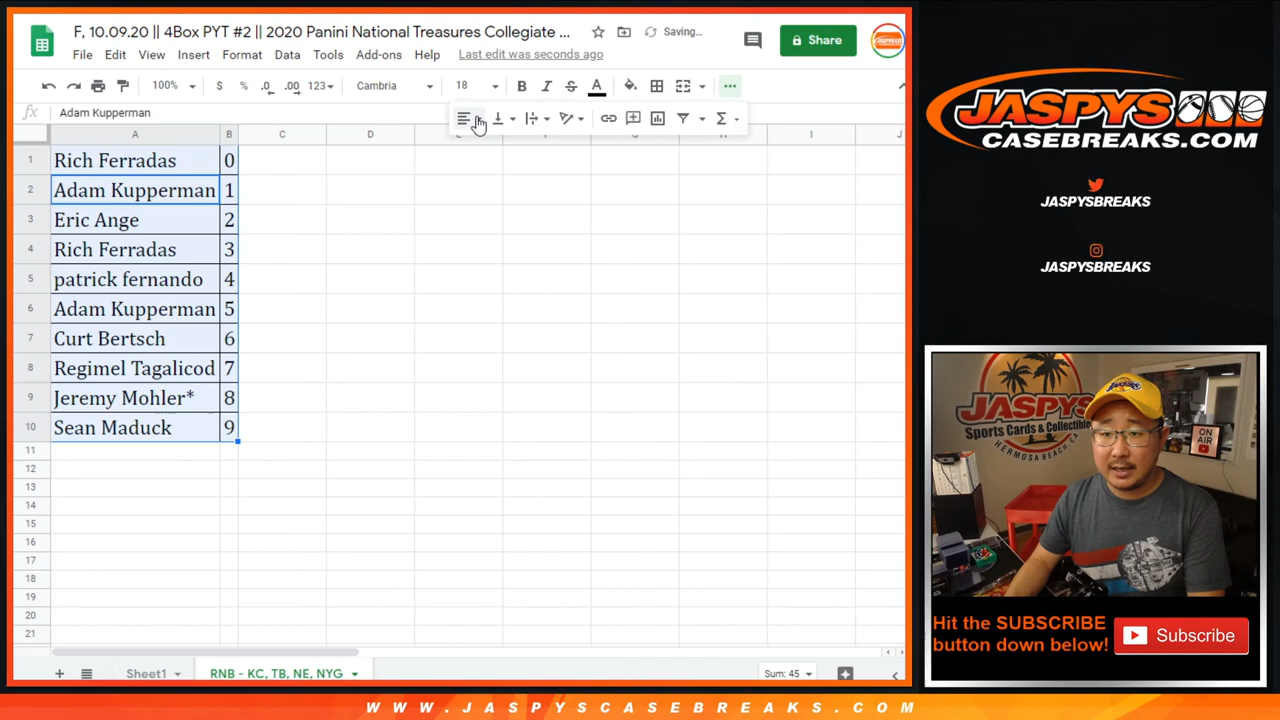 F, 10.09.20 || 4Box PYT #2 || 2020 Panini National Treasures Collegiate ...
Saving...
Share
File Edit View Insert Format Data Tools Add-ons Help Last edit was seconds ago
100% $ % .0 .00 123 Cambria 18 B I S A
fx Adam Kupperman
A B C D I J
1 Rich Ferradas 0
2 Adam Kupperman 1
3 Eric Ange 2
4 Rich Ferradas 3
5 patrick fernando 4
6 Adam Kupperman 5
7 Curt Bertsch 6
8 Regimel Tagalicod 7
9 Jeremy Mohler* 8
10 Sean Maduck 9
11
12
13
14
15
16
17
18
19
20
21
Sheet1 RNB - KC, TB, NE, NYG Sum: 45
JASPYS
CASEBREAKS.COM
JASPYSBREAKS
JASPYSBREAKS
JASPYS
Sports Cards & Collectibles
HERMOSA BEACH, CA
ON AIR
Hit the SUBSCRIBE
button down below!
Subscribe
WWW.JASPYSCASEBREAKS.COM